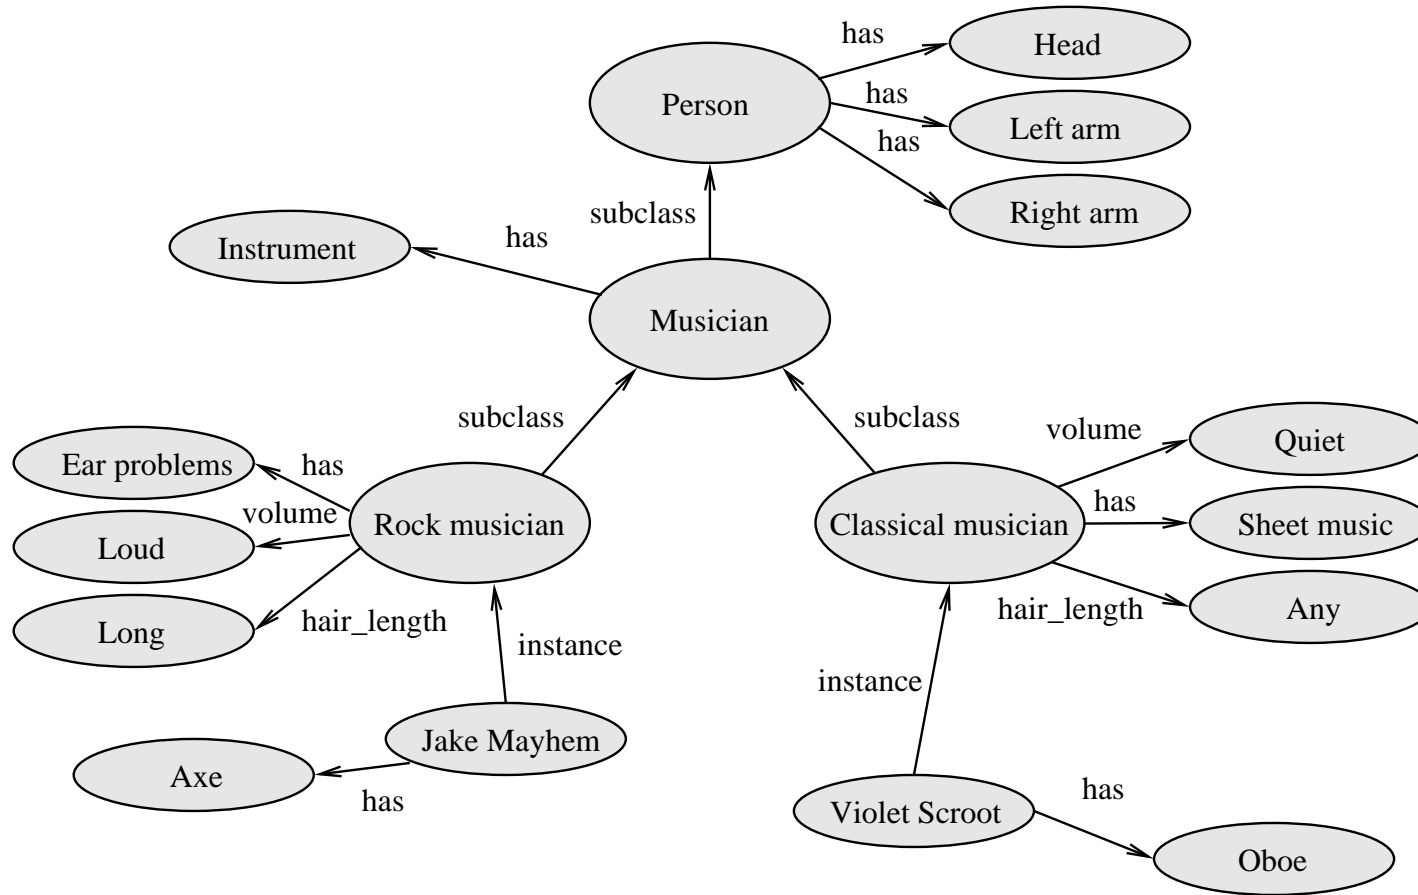 has
Head
Person
has
Left arm
has
Right arm
subclass
Instrument
has
Musician
subclass
subclass
volume
Quiet
Ear problems
has
has
volume
Rock musician
Classical musician
Sheet music
Loud
Long
hair_length
hair_length
Any
instance
instance
Jake Mayhem
Axe
has
Violet Scroot
has
Oboe